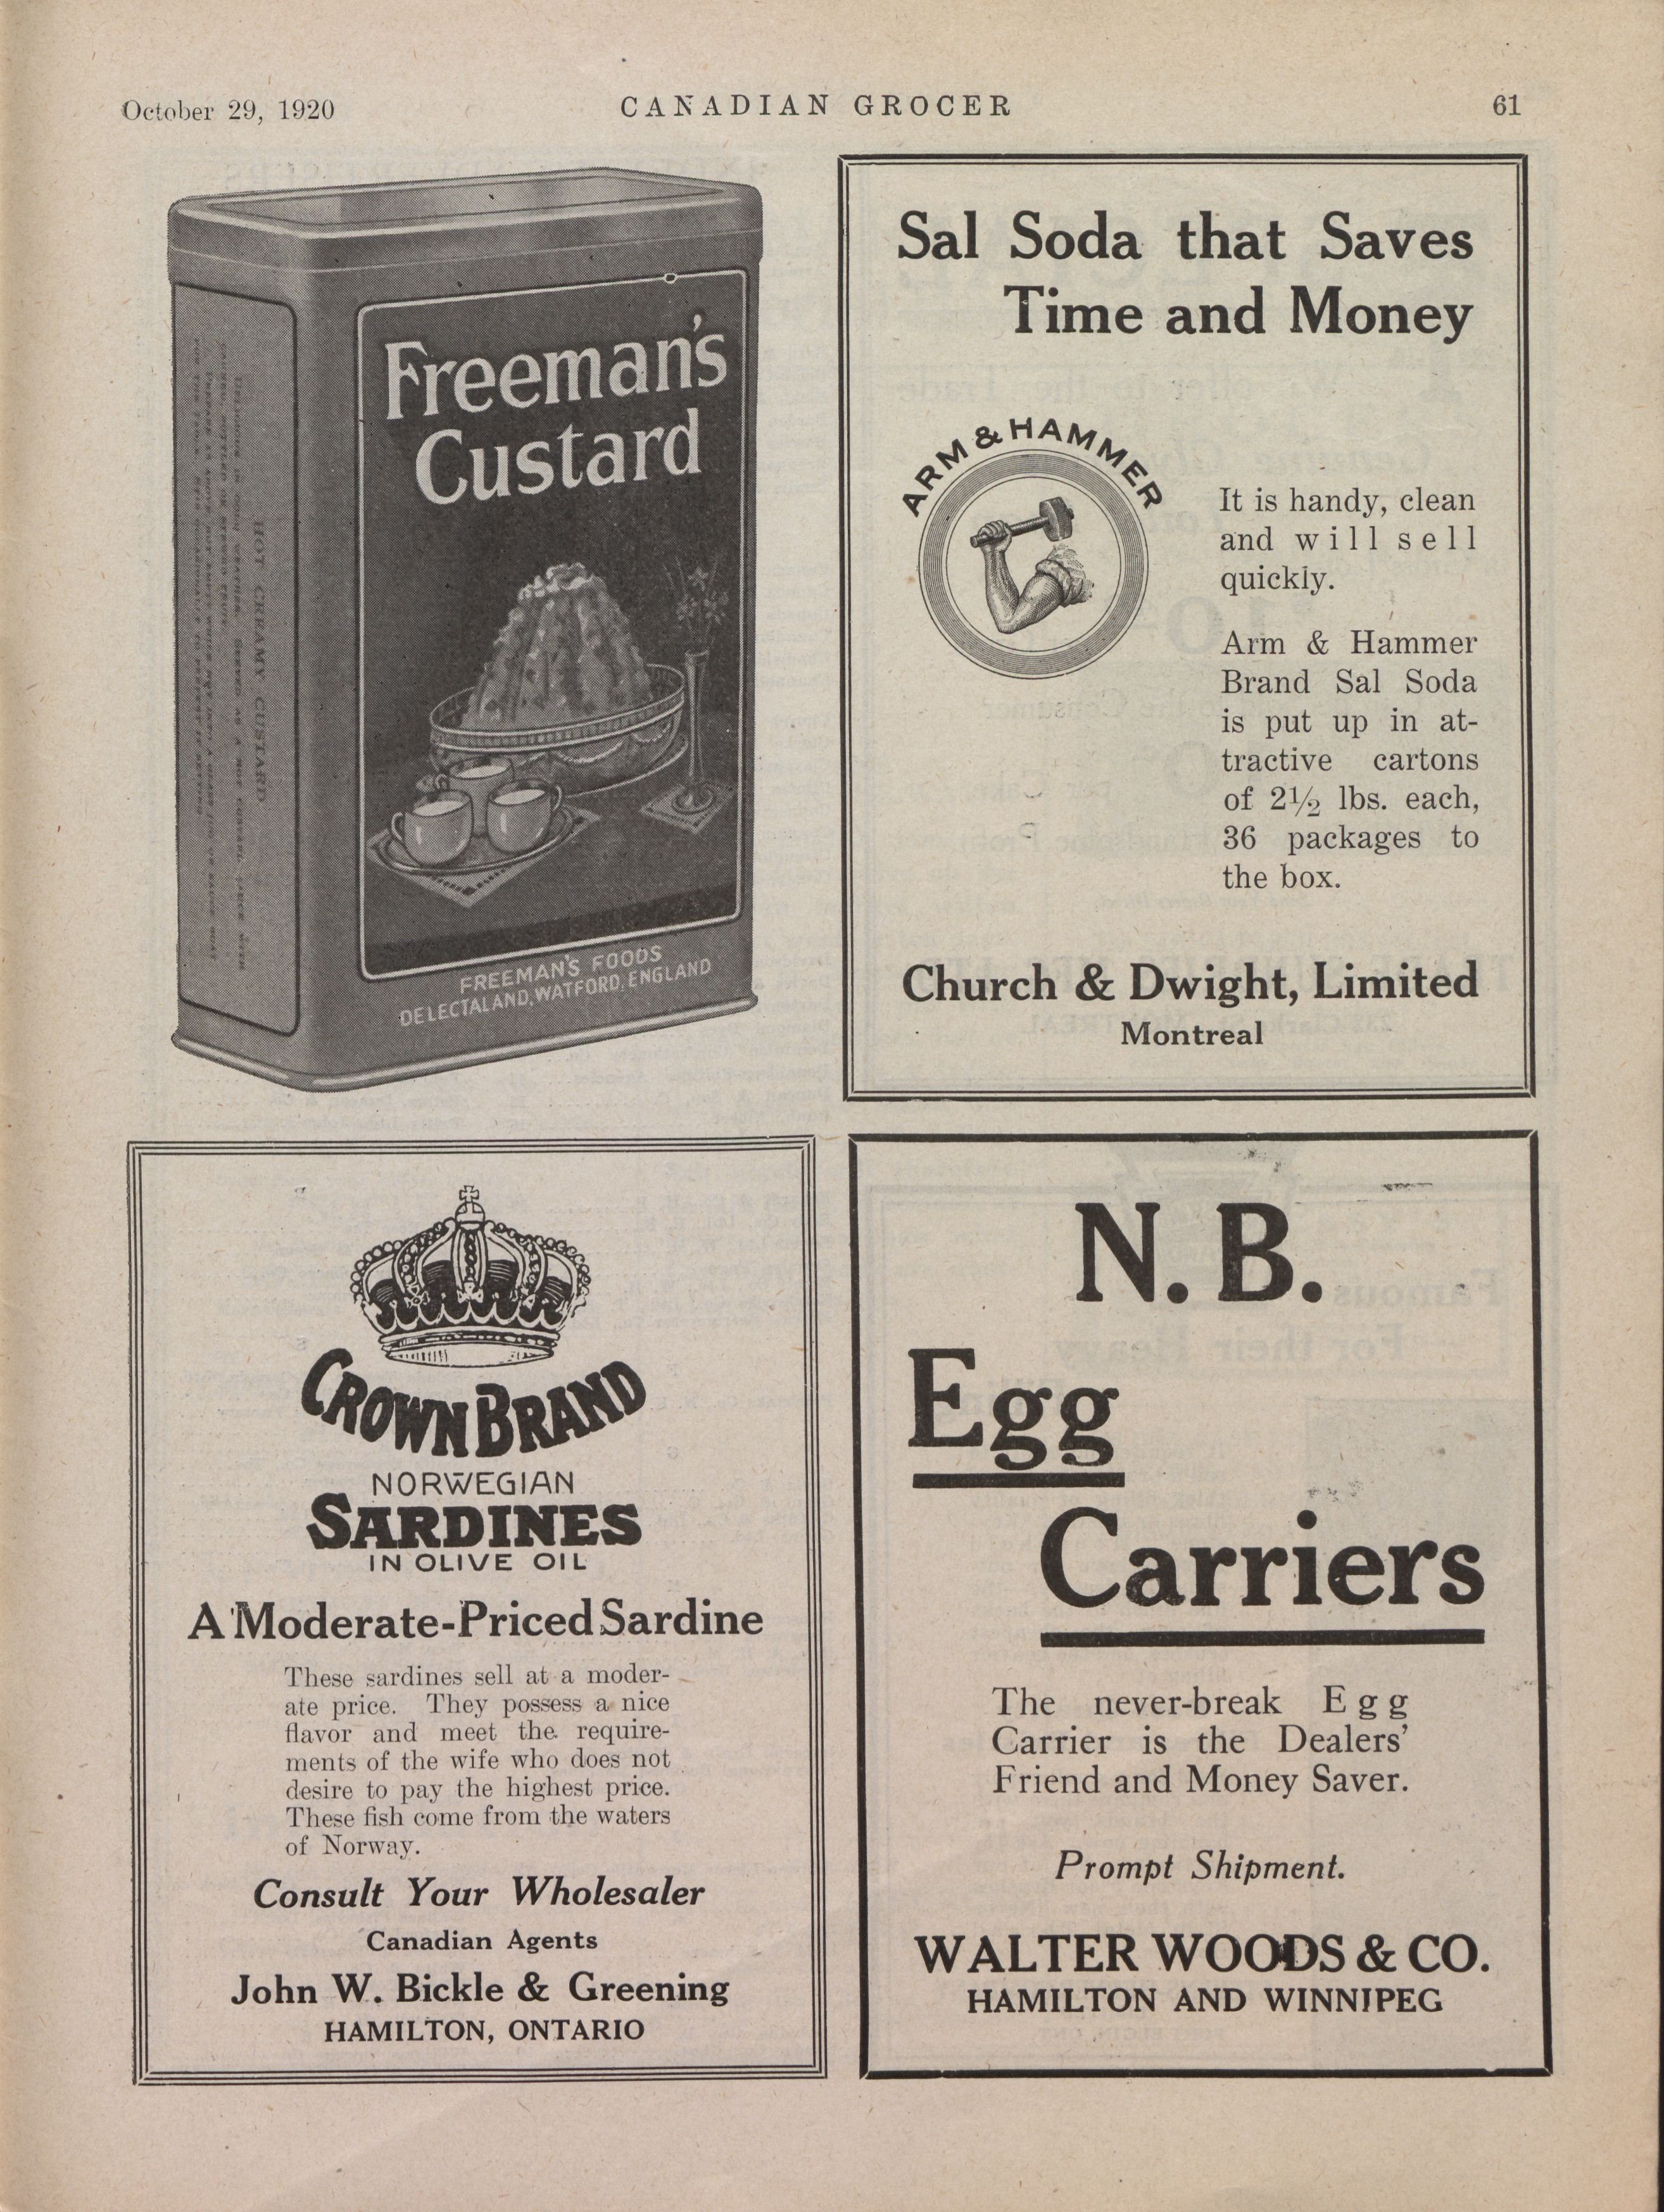 October 29, 1920
CANADIAN GROCER
61
Freeman's
Custard
HOT CREAMY CUSTARD
FREEMAN'S FOODS
DELECTALAND, WATFORD, ENGLAND
Sal Soda that Saves
Time and Money
ARM & HAMMER
It is handy, clean
and will sell
quickly.
Arm & Hammer
Brand Sal Soda
is put up in at-
tractive cartons
of 2½ lbs. each,
36 packages to
the box.
Church & Dwight, Limited
Montreal
CROWN BRAND
NORWEGIAN
SARDINES
IN OLIVE OIL
A Moderate-Priced Sardine
These sardines sell at a moder-
ate price. They possess a nice
flavor and meet the require-
ments of the wife who does not
desire to pay the highest price.
These fish come from the waters
of Norway.
Consult Your Wholesaler
Canadian Agents
John W. Bickle & Greening
HAMILTON, ONTARIO
N. B.
Egg
Carriers
The never-break Egg
Carrier is the Dealers'
Friend and Money Saver.
Prompt Shipment.
WALTER WOODS & CO.
HAMILTON AND WINNIPEG